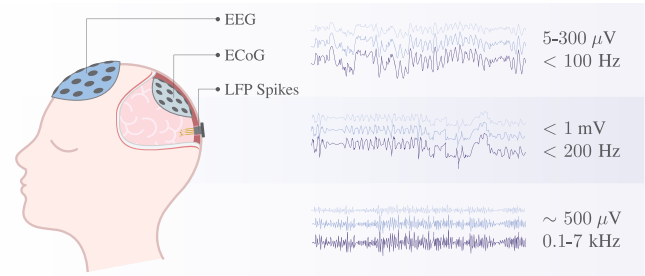 EEG
ECoG
LFP Spikes
5-300 µV
< 100 Hz
< 1 mV
< 200 Hz
~ 500 µV
0.1-7 kHz